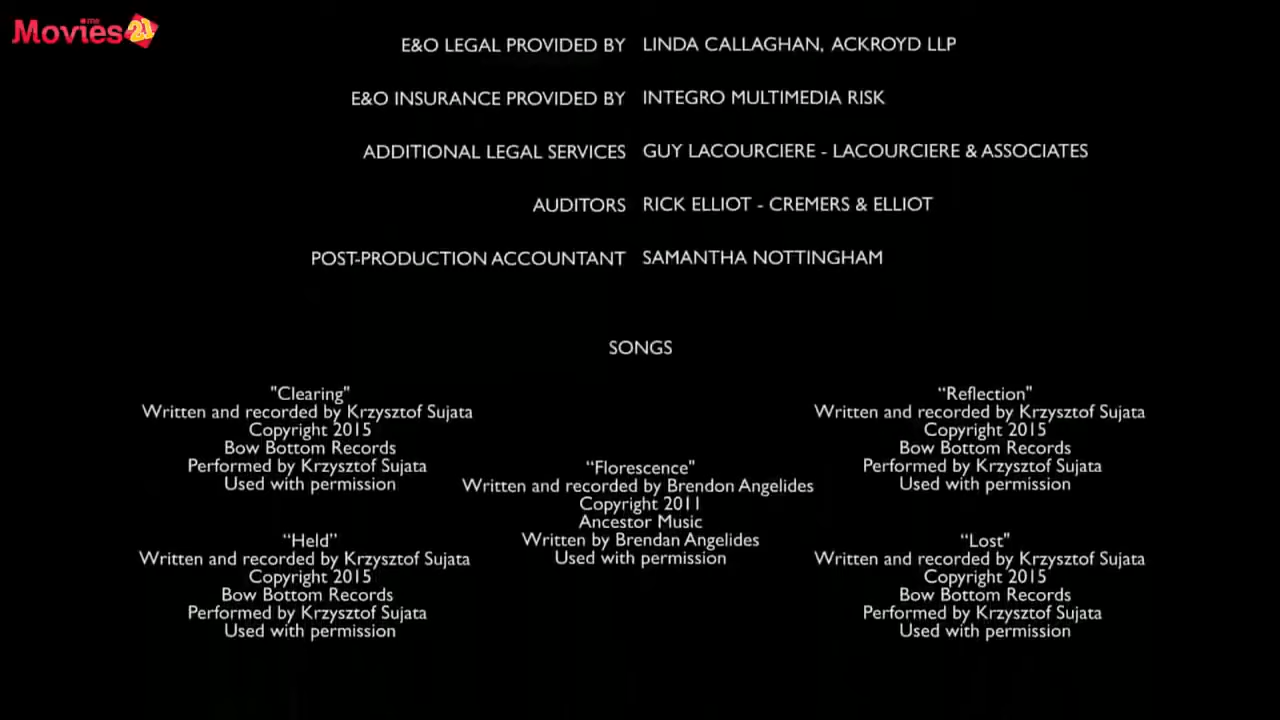 Movies21.me
E&O LEGAL PROVIDED BY LINDA CALLAGHAN, ACKROYD LLP
E&O INSURANCE PROVIDED BY INTEGRO MULTIMEDIA RISK
ADDITIONAL LEGAL SERVICES GUY LACOURCIERE - LACOURCIERE & ASSOCIATES
AUDITORS RICK ELLIOT - CREMERS & ELLIOT
POST-PRODUCTION ACCOUNTANT SAMANTHA NOTTINGHAM
SONGS
"Clearing"
Written and recorded by Krzysztof Sujata
Copyright 2015
Bow Bottom Records
Performed by Krzysztof Sujata
Used with permission
“Held”
Written and recorded by Krzysztof Sujata
Copyright 2015
Bow Bottom Records
Performed by Krzysztof Sujata
Used with permission
“Florescence"
Written and recorded by Brendon Angelides
Copyright 2011
Ancestor Music
Written by Brendan Angelides
Used with permission
“Reflection"
Written and recorded by Krzysztof Sujata
Copyright 2015
Bow Bottom Records
Performed by Krzysztof Sujata
Used with permission
“Lost"
Written and recorded by Krzysztof Sujata
Copyright 2015
Bow Bottom Records
Performed by Krzysztof Sujata
Used with permission